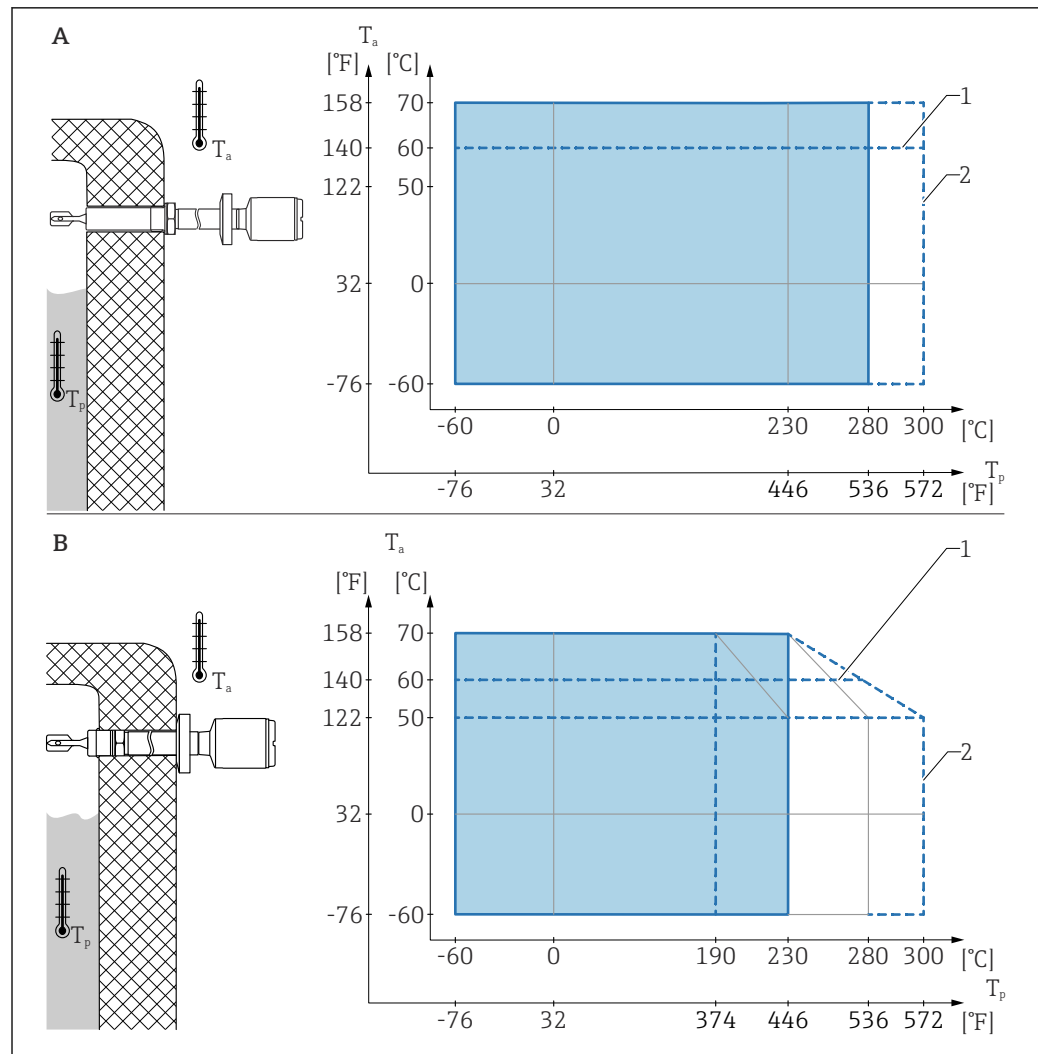 A
Tₐ
[°F] [°C]
158 70
1
140 60
Tₐ
122 50
2
32 0
Tₚ
-76 -60
-60 0 230 280 300 [°C]
Tₚ
-76 32 446 536 572 [°F]
B
Tₐ
1
[°F] [°C]
158 70
140 60
Tₐ
122 50
2
32 0
-76 -60
Tₚ
-60 0 190 230 280 300 [°C]
Tₚ
-76 32 374 446 536 572 [°F]